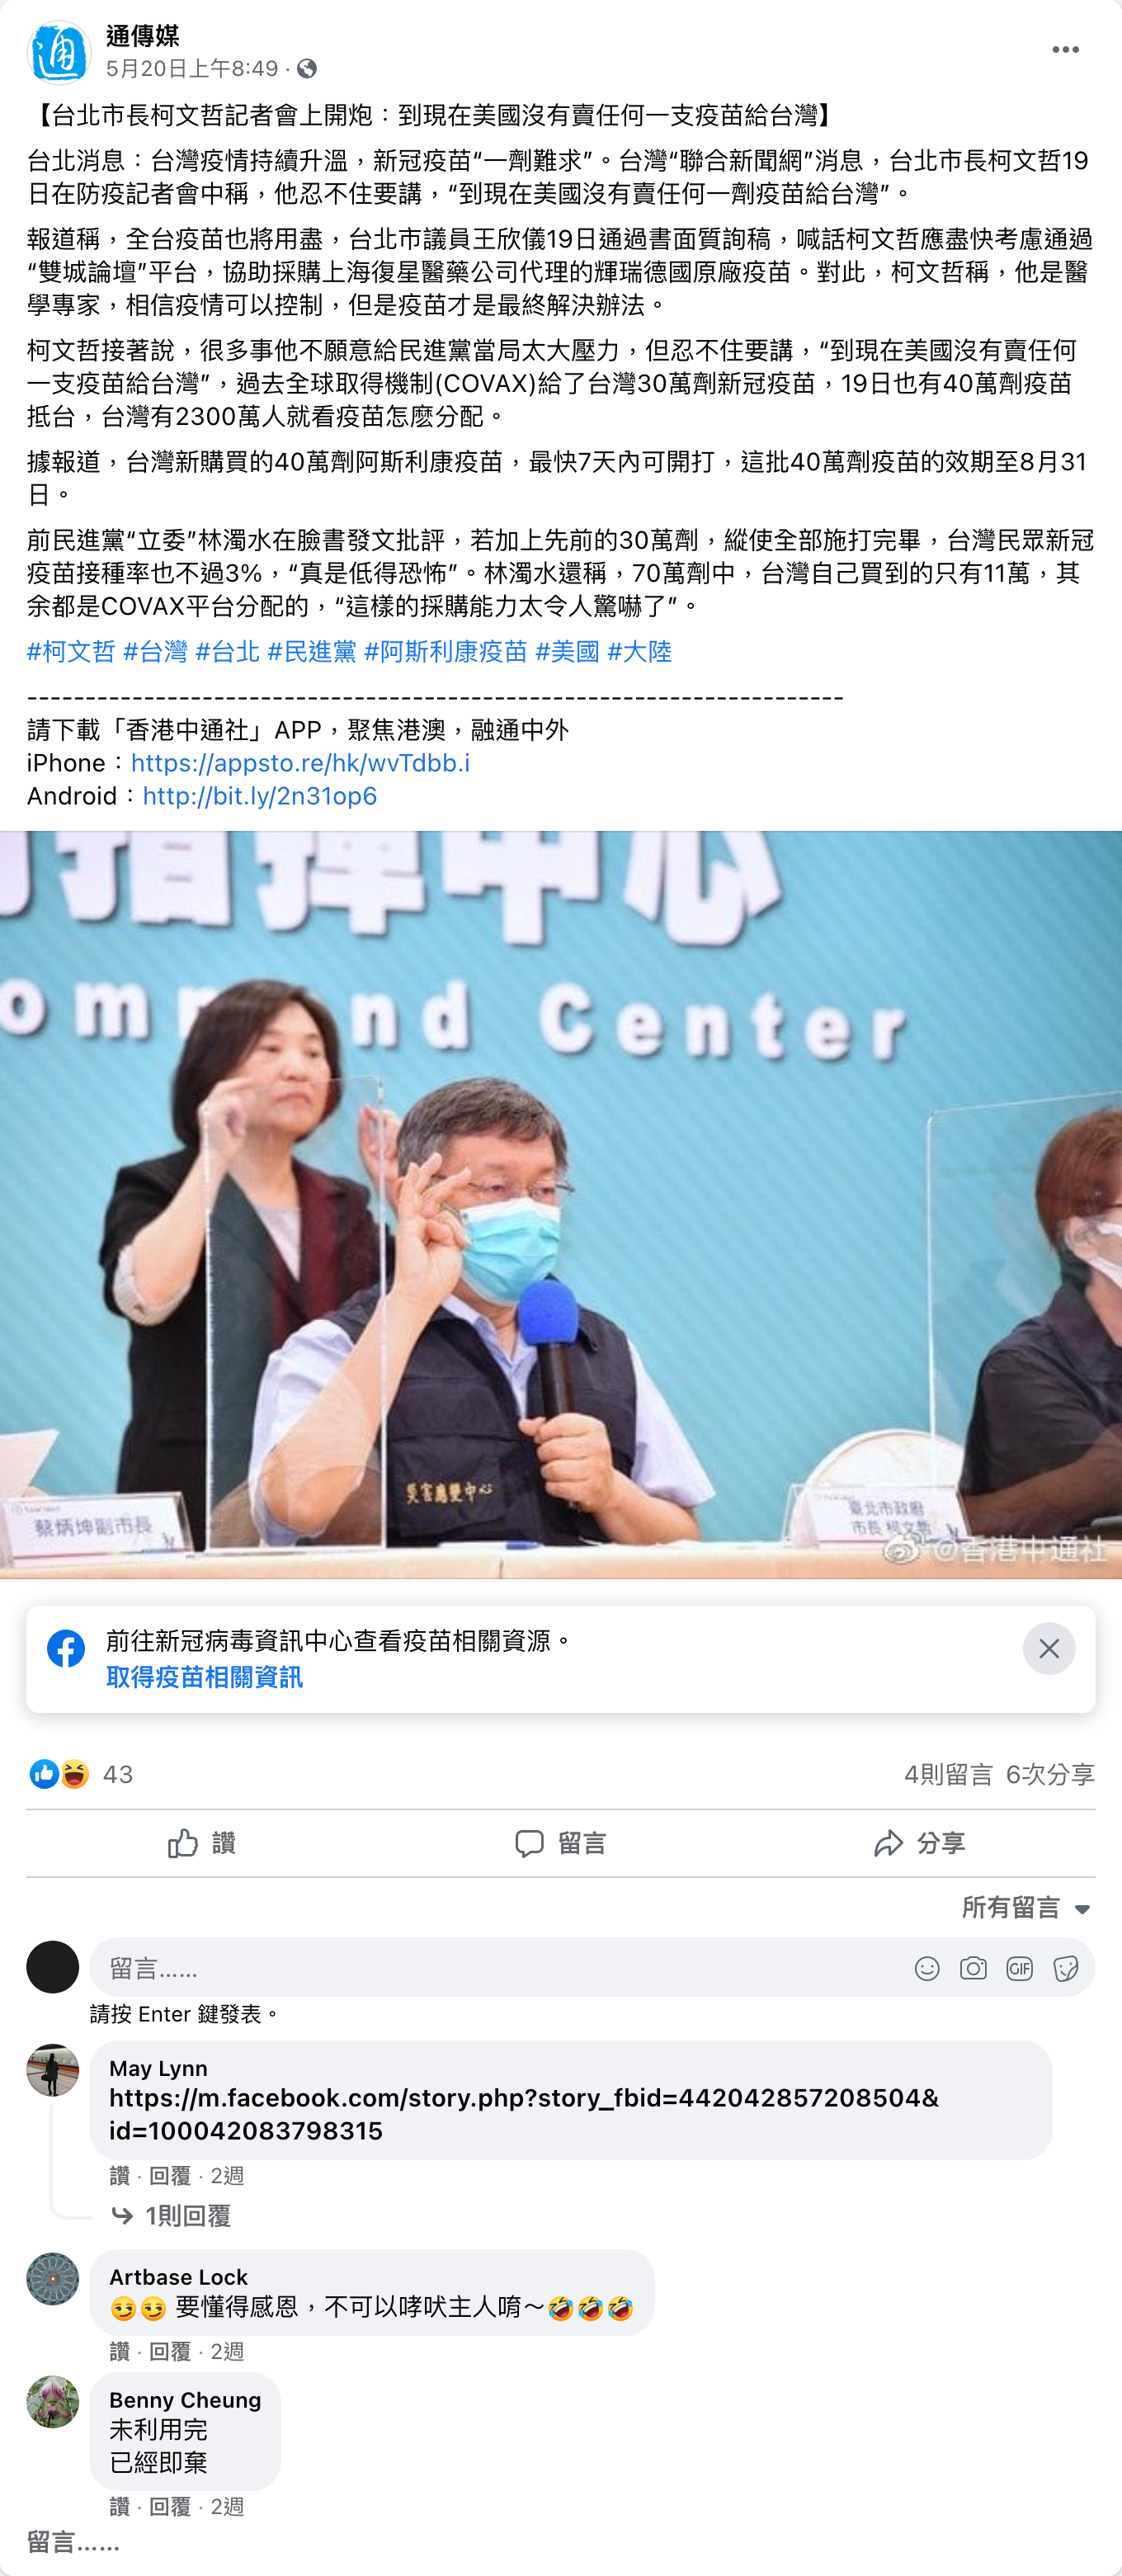 通傳媒
5月20日上午8:49 ·
【台北市長柯文哲記者會上開炮：到現在美國沒有賣任何一支疫苗給台灣】
台北消息：台灣疫情持續升溫，新冠疫苗“一劑難求”。台灣“聯合新聞網”消息，台北市長柯文哲19
日在防疫記者會中稱，他忍不住要講，“到現在美國沒有賣任何一劑疫苗給台灣”。
報道稱，全台疫苗也將用盡，台北市議員王欣儀19日通過書面質詢稿，喊話柯文哲應盡快考慮通過
“雙城論壇”平台，協助採購上海復星醫藥公司代理的輝瑞德國原廠疫苗。對此，柯文哲稱，他是醫
學專家，相信疫情可以控制，但是疫苗才是最終解決辦法。
柯文哲接著說，很多事他不願意給民進黨當局太大壓力，但忍不住要講，“到現在美國沒有賣任何
一支疫苗給台灣”，過去全球取得機制(COVAX)給了台灣30萬劑新冠疫苗，19日也有40萬劑疫苗
抵台，台灣有2300萬人就看疫苗怎麽分配。
據報道，台灣新購買的40萬劑阿斯利康疫苗，最快7天內可開打，這批40萬劑疫苗的效期至8月31
日。
前民進黨“立委”林濁水在臉書發文批評，若加上先前的30萬劑，縱使全部施打完畢，台灣民眾新冠
疫苗接種率也不過3%，“真是低得恐怖”。林濁水還稱，70萬劑中，台灣自己買到的只有11萬，其
余都是COVAX平台分配的，“這樣的採購能力太令人驚嚇了”。
#柯文哲 #台灣 #台北 #民進黨 #阿斯利康疫苗 #美國 #大陸
----------------------------------------------------------------------
請下載「香港中通社」APP，聚焦港澳，融通中外
iPhone：https://appsto.re/hk/wvTdbb.i
Android：http://bit.ly/2n31op6
指揮中心
Center
災害應變中心
蔡炳坤副市長
臺北市政府
市長 柯文哲
@香港中通社
前往新冠病毒資訊中心查看疫苗相關資源。
取得疫苗相關資訊
43
4則留言 6次分享
讚 留言 分享
所有留言
留言……
GIF
請按 Enter 鍵發表。
May Lynn
https://m.facebook.com/story.php?story_fbid=442042857208504&
id=100042083798315
讚 · 回覆 · 2週
1則回覆
Artbase Lock
😏😏 要懂得感恩，不可以哮吠主人唷～🤣🤣🤣
讚 · 回覆 · 2週
Benny Cheung
未利用完
已經即棄
讚 · 回覆 · 2週
留言……